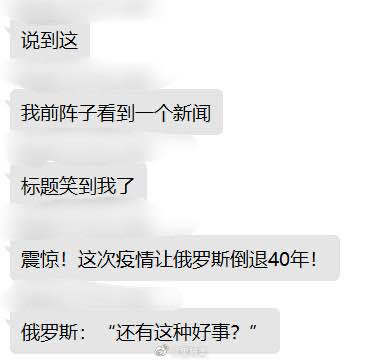 说到这
我前阵子看到一个新闻
标题笑到我了
震惊！这次疫情让俄罗斯倒退40年！
俄罗斯：“还有这种好事？”